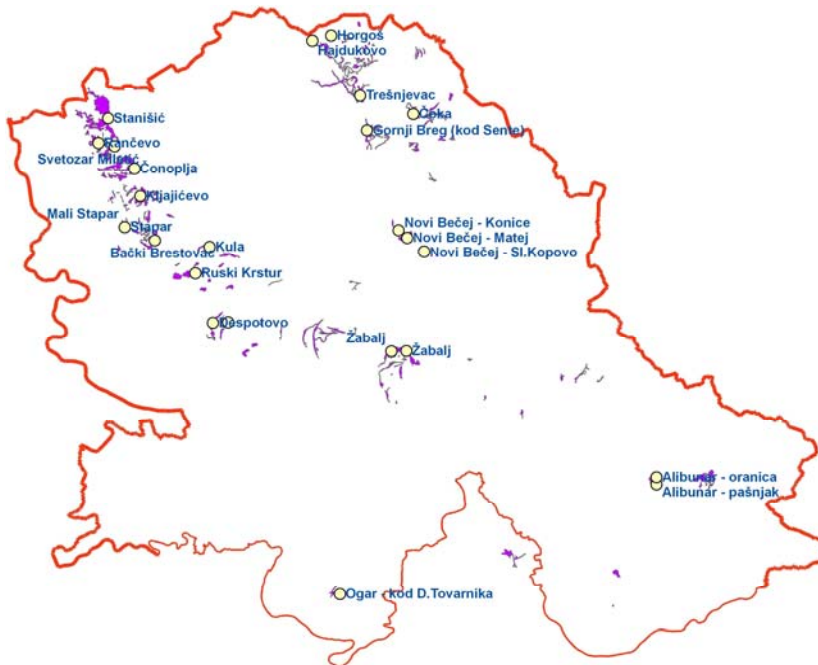 Horgoš
Hajdukovo
Trešnjevac
Čoka
Stanišić
Gornji Breg (kod Sente)
Rančevo
Svetozar Miletić
Čonoplja
Kljajićevo
Mali Stapar
Stapar
Novi Bečej - Konice
Novi Bečej - Matej
Bački Brestovac
Kula
Novi Bečej - Sl.Kopovo
Ruski Krstur
Despotovo
Žabalj
Žabalj
Alibunar - oranica
Alibunar - pašnjak
Ogar - kod D.Tovarnika